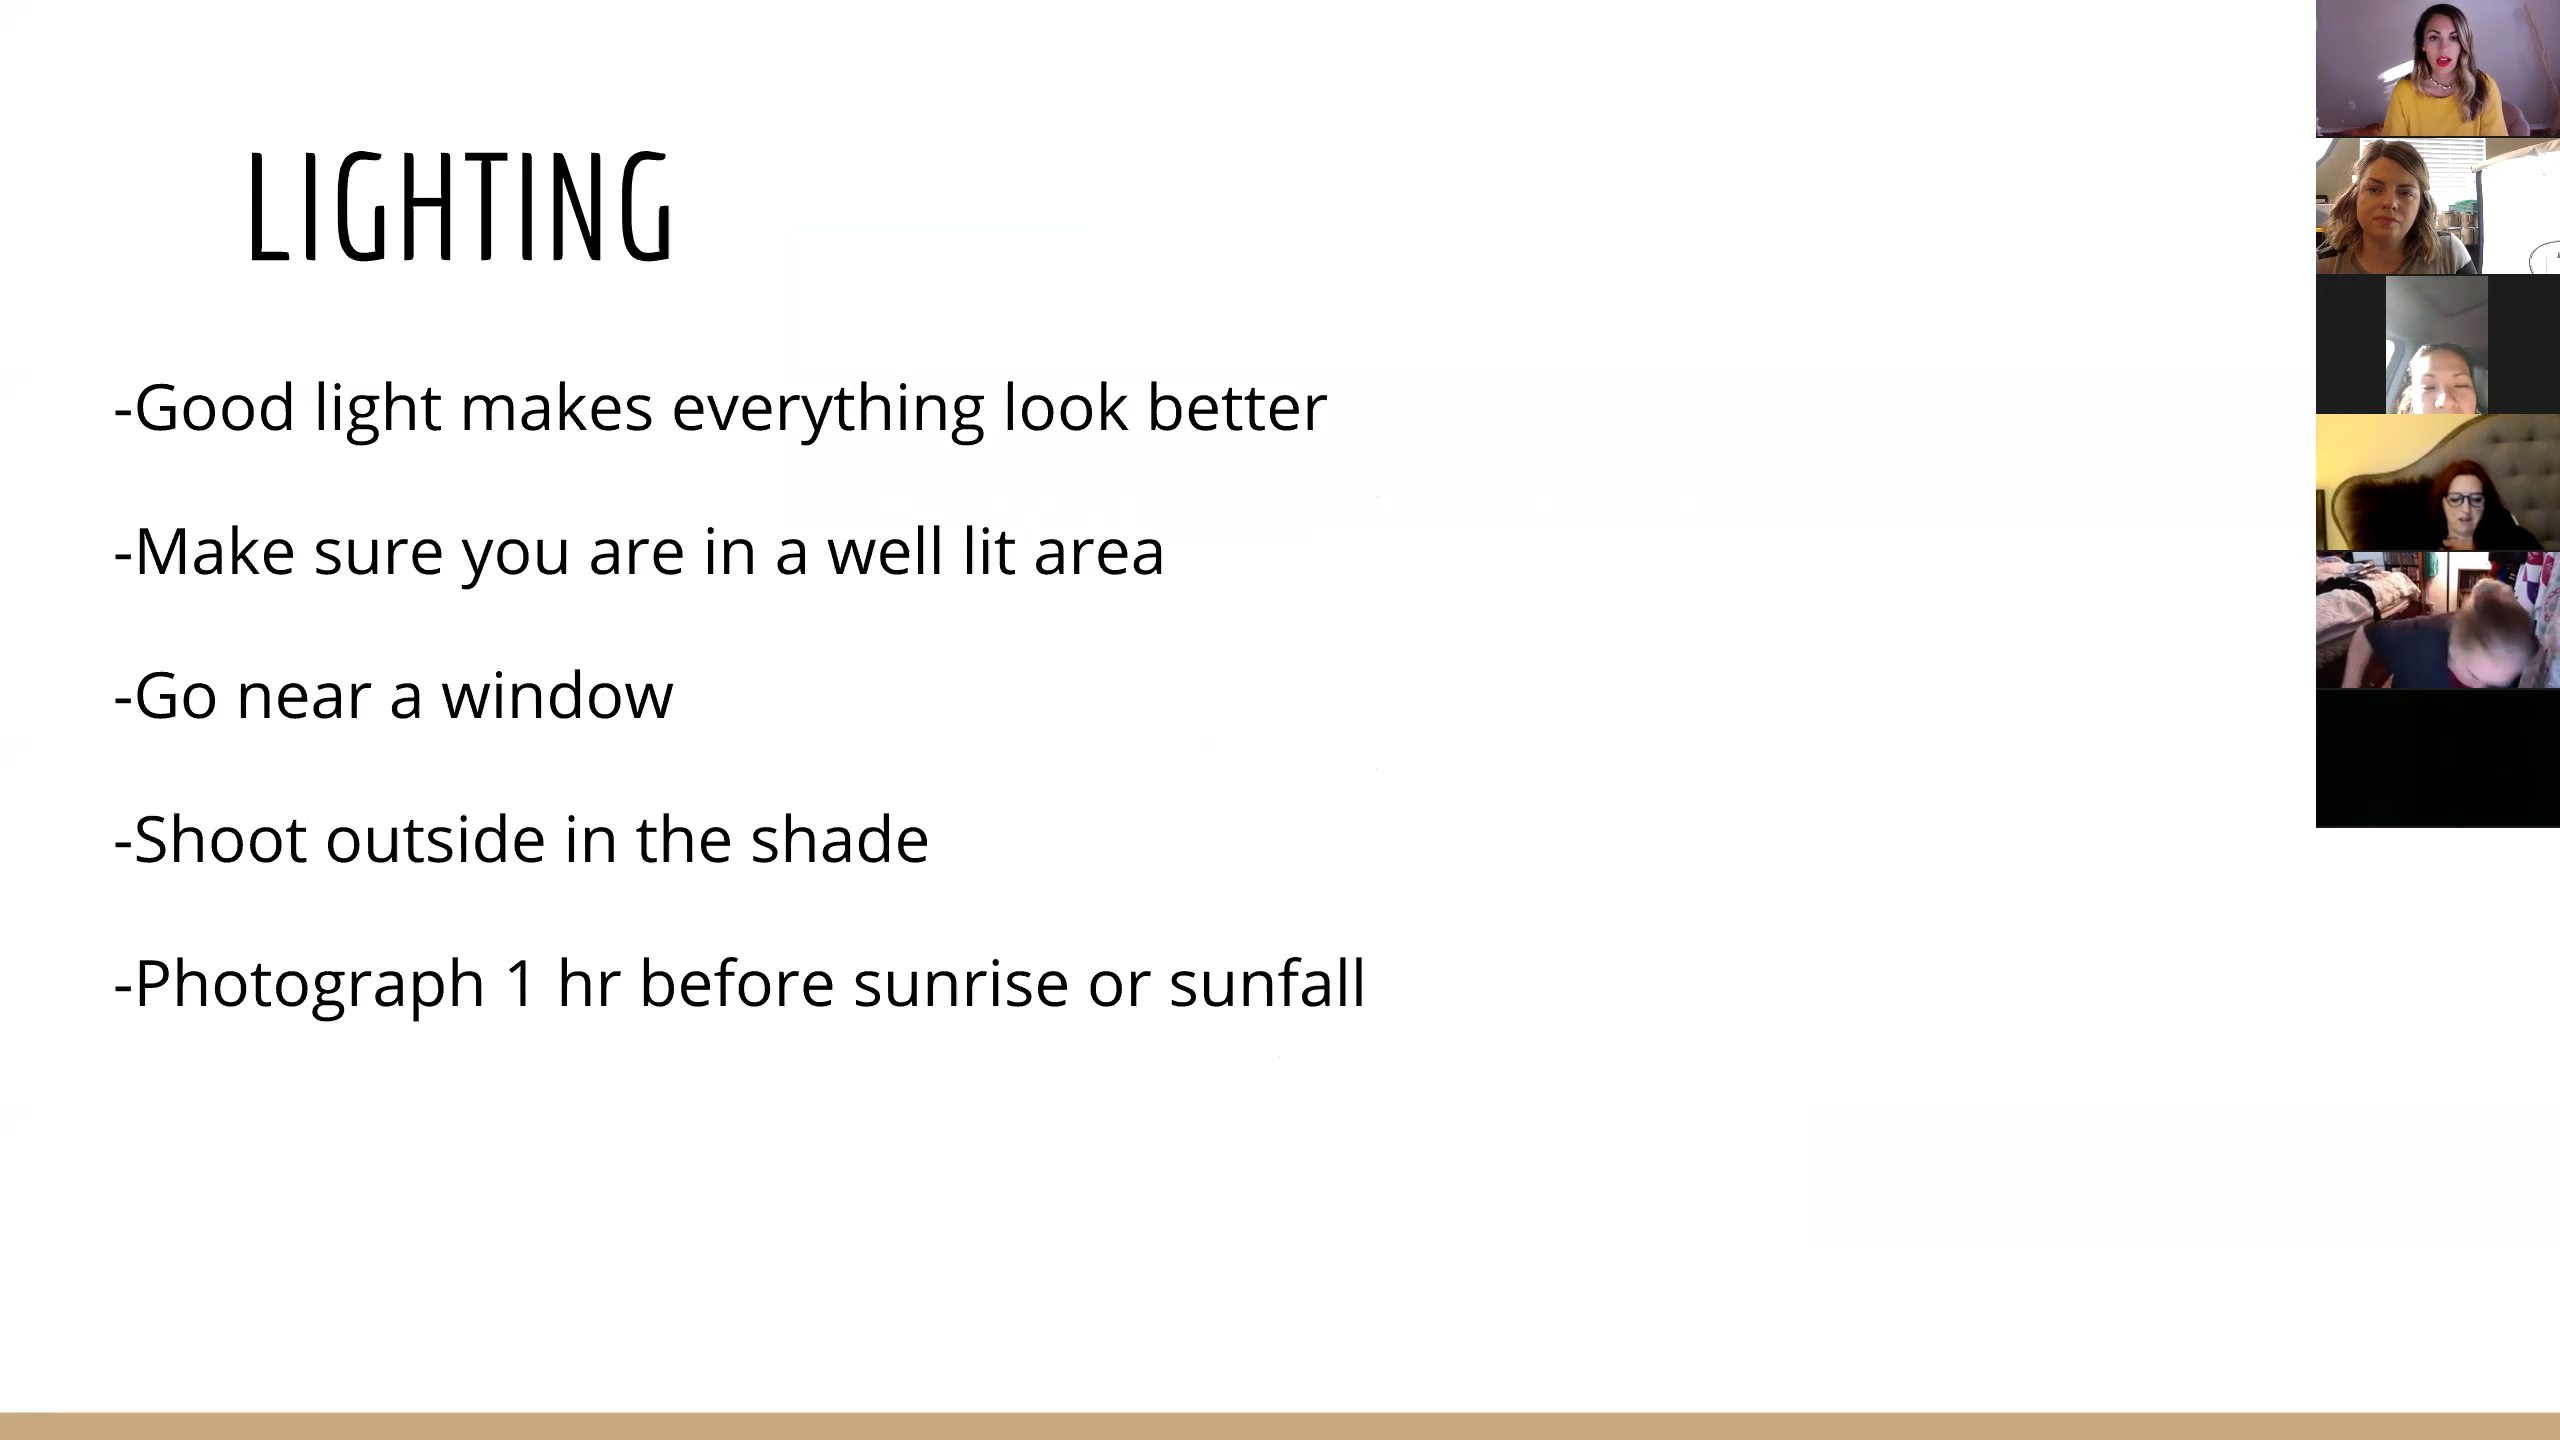 LIGHTING
-Good light makes everything look better
-Make sure you are in a well lit area
-Go near a window
-Shoot outside in the shade
-Photograph 1 hr before sunrise or sunfall